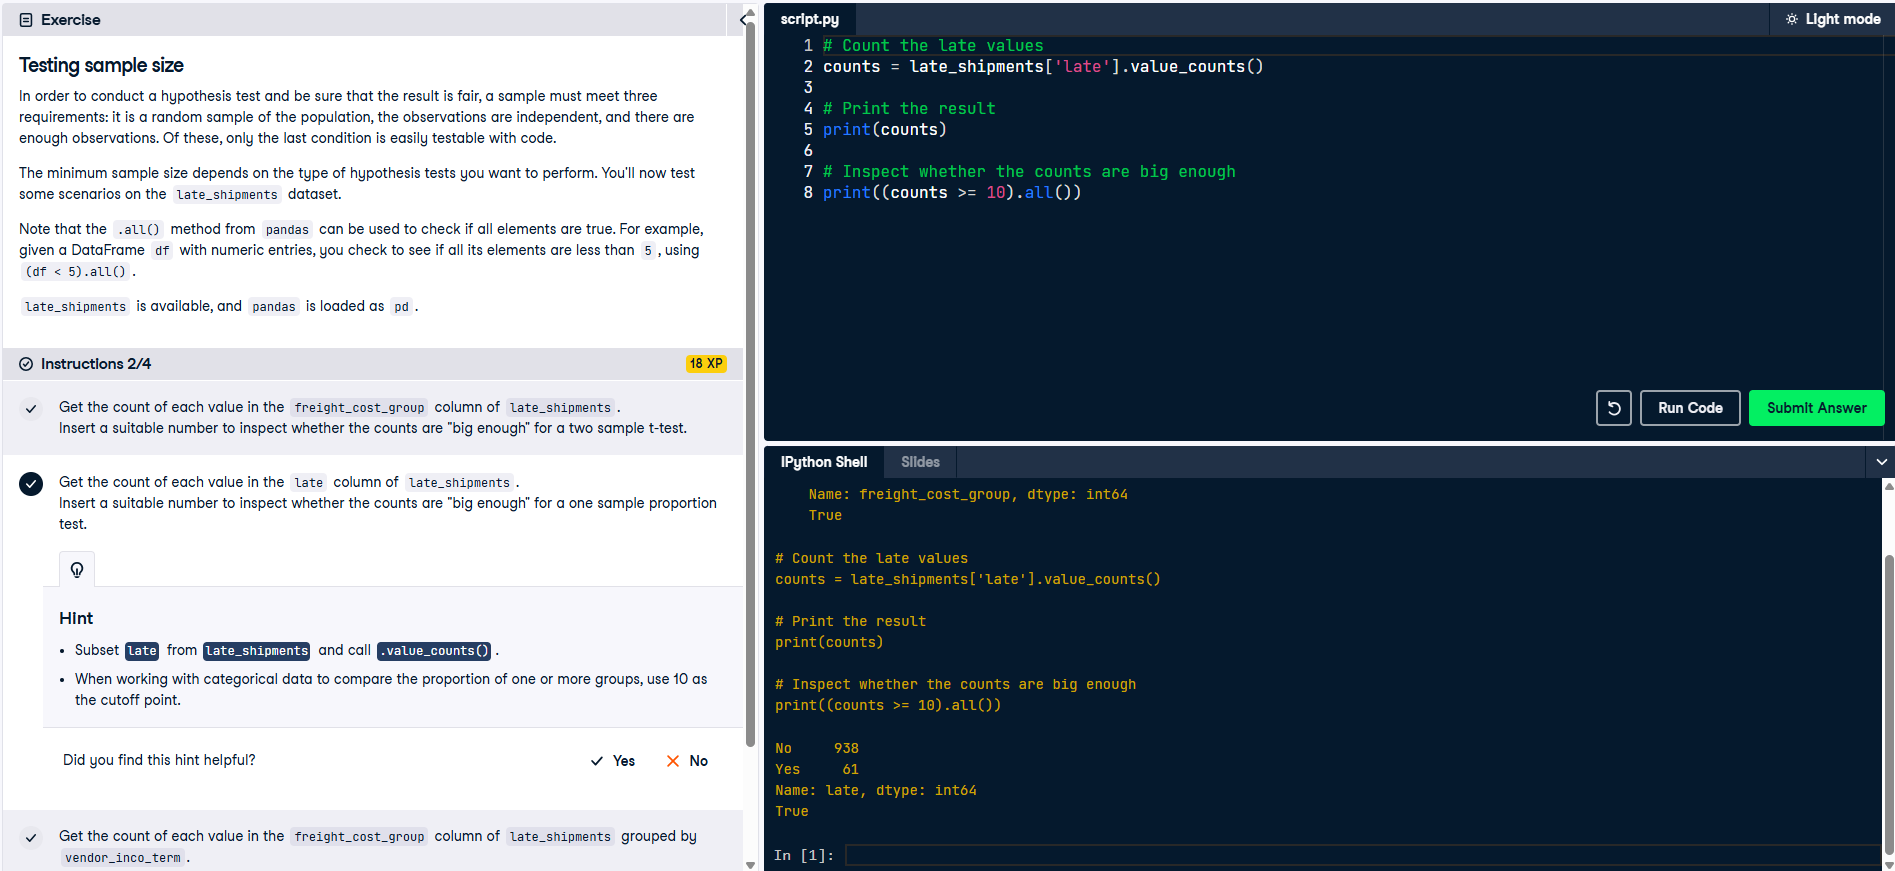 Exercise
Testing sample size
In order to conduct a hypothesis test and be sure that the result is fair, a sample must meet three
requirements: it is a random sample of the population, the observations are independent, and there are
enough observations. Of these, only the last condition is easily testable with code.
The minimum sample size depends on the type of hypothesis tests you want to perform. You'll now test
some scenarios on the late_shipments dataset.
Note that the .all() method from pandas can be used to check if all elements are true. For example,
given a DataFrame df with numeric entries, you check to see if all its elements are less than 5, using
(df < 5).all().
late_shipments is available, and pandas is loaded as pd.
Instructions 2/4
18 XP
Get the count of each value in the freight_cost_group column of late_shipments.
Insert a suitable number to inspect whether the counts are "big enough" for a two sample t-test.
Get the count of each value in the late column of late_shipments.
Insert a suitable number to inspect whether the counts are "big enough" for a one sample proportion
test.
Hint
• Subset late from late_shipments and call .value_counts().
• When working with categorical data to compare the proportion of one or more groups, use 10 as
the cutoff point.
Did you find this hint helpful?
Yes
No
Get the count of each value in the freight_cost_group column of late_shipments grouped by
vendor_inco_term.
script.py
Light mode
1 # Count the late values
2 counts = late_shipments['late'].value_counts()
3
4 # Print the result
5 print(counts)
6
7 # Inspect whether the counts are big enough
8 print((counts >= 10).all())
Run Code
Submit Answer
IPython Shell
Slides
Name: freight_cost_group, dtype: int64
True
# Count the late values
counts = late_shipments['late'].value_counts()
# Print the result
print(counts)
# Inspect whether the counts are big enough
print((counts >= 10).all())
No     938
Yes     61
Name: late, dtype: int64
True
In [1]: